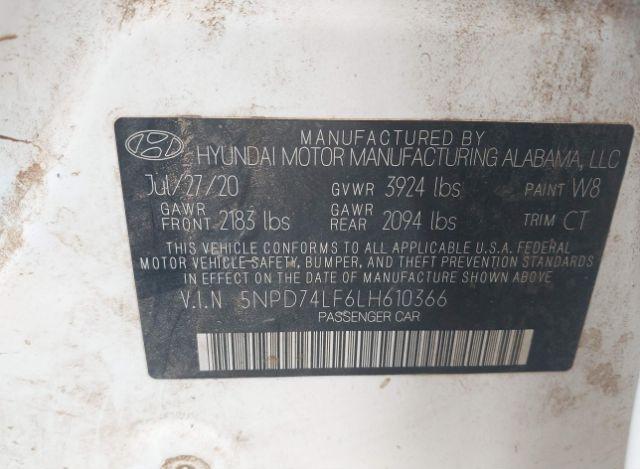 MANUFACTURED BY
HYUNDAI MOTOR MANUFACTURING ALABAMA, LLC
Jul/27/20 GVWR 3924 lbs PAINT W8
GAWR FRONT 2183 lbs GAWR REAR 2094 lbs TRIM CT
THIS VEHICLE CONFORMS TO ALL APPLICABLE U.S.A. FEDERAL
MOTOR VEHICLE SAFETY, BUMPER, AND THEFT PREVENTION STANDARDS
IN EFFECT ON THE DATE OF MANUFACTURE SHOWN ABOVE.
V.I.N 5NPD74LF6LH610366
PASSENGER CAR